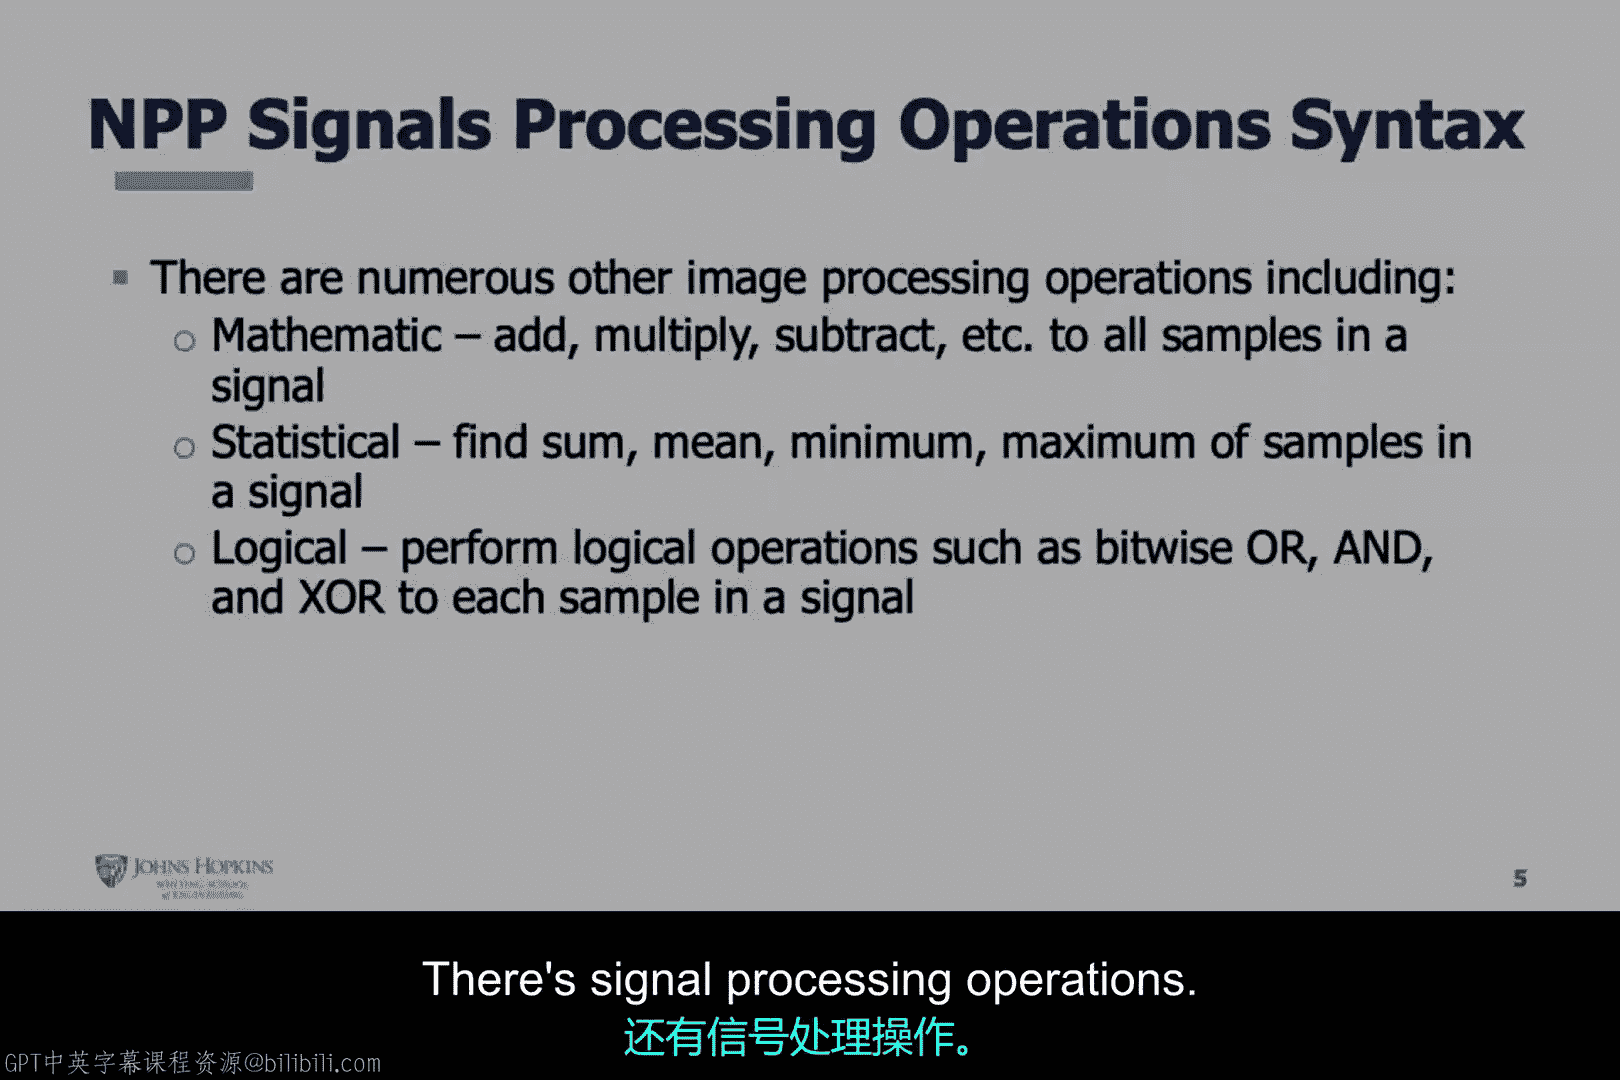 NPP Signals Processing Operations Syntax
There are numerous other image processing operations including:
Mathematic – add, multiply, subtract, etc. to all samples in a
signal
Statistical – find sum, mean, minimum, maximum of samples in
a signal
Logical – perform logical operations such as bitwise OR, AND,
and XOR to each sample in a signal
JOHNS HOPKINS
WHITING SCHOOL
of ENGINEERING
5
There's signal processing operations.
还有信号处理操作。
GPT中英字幕课程资源@bilibili.com